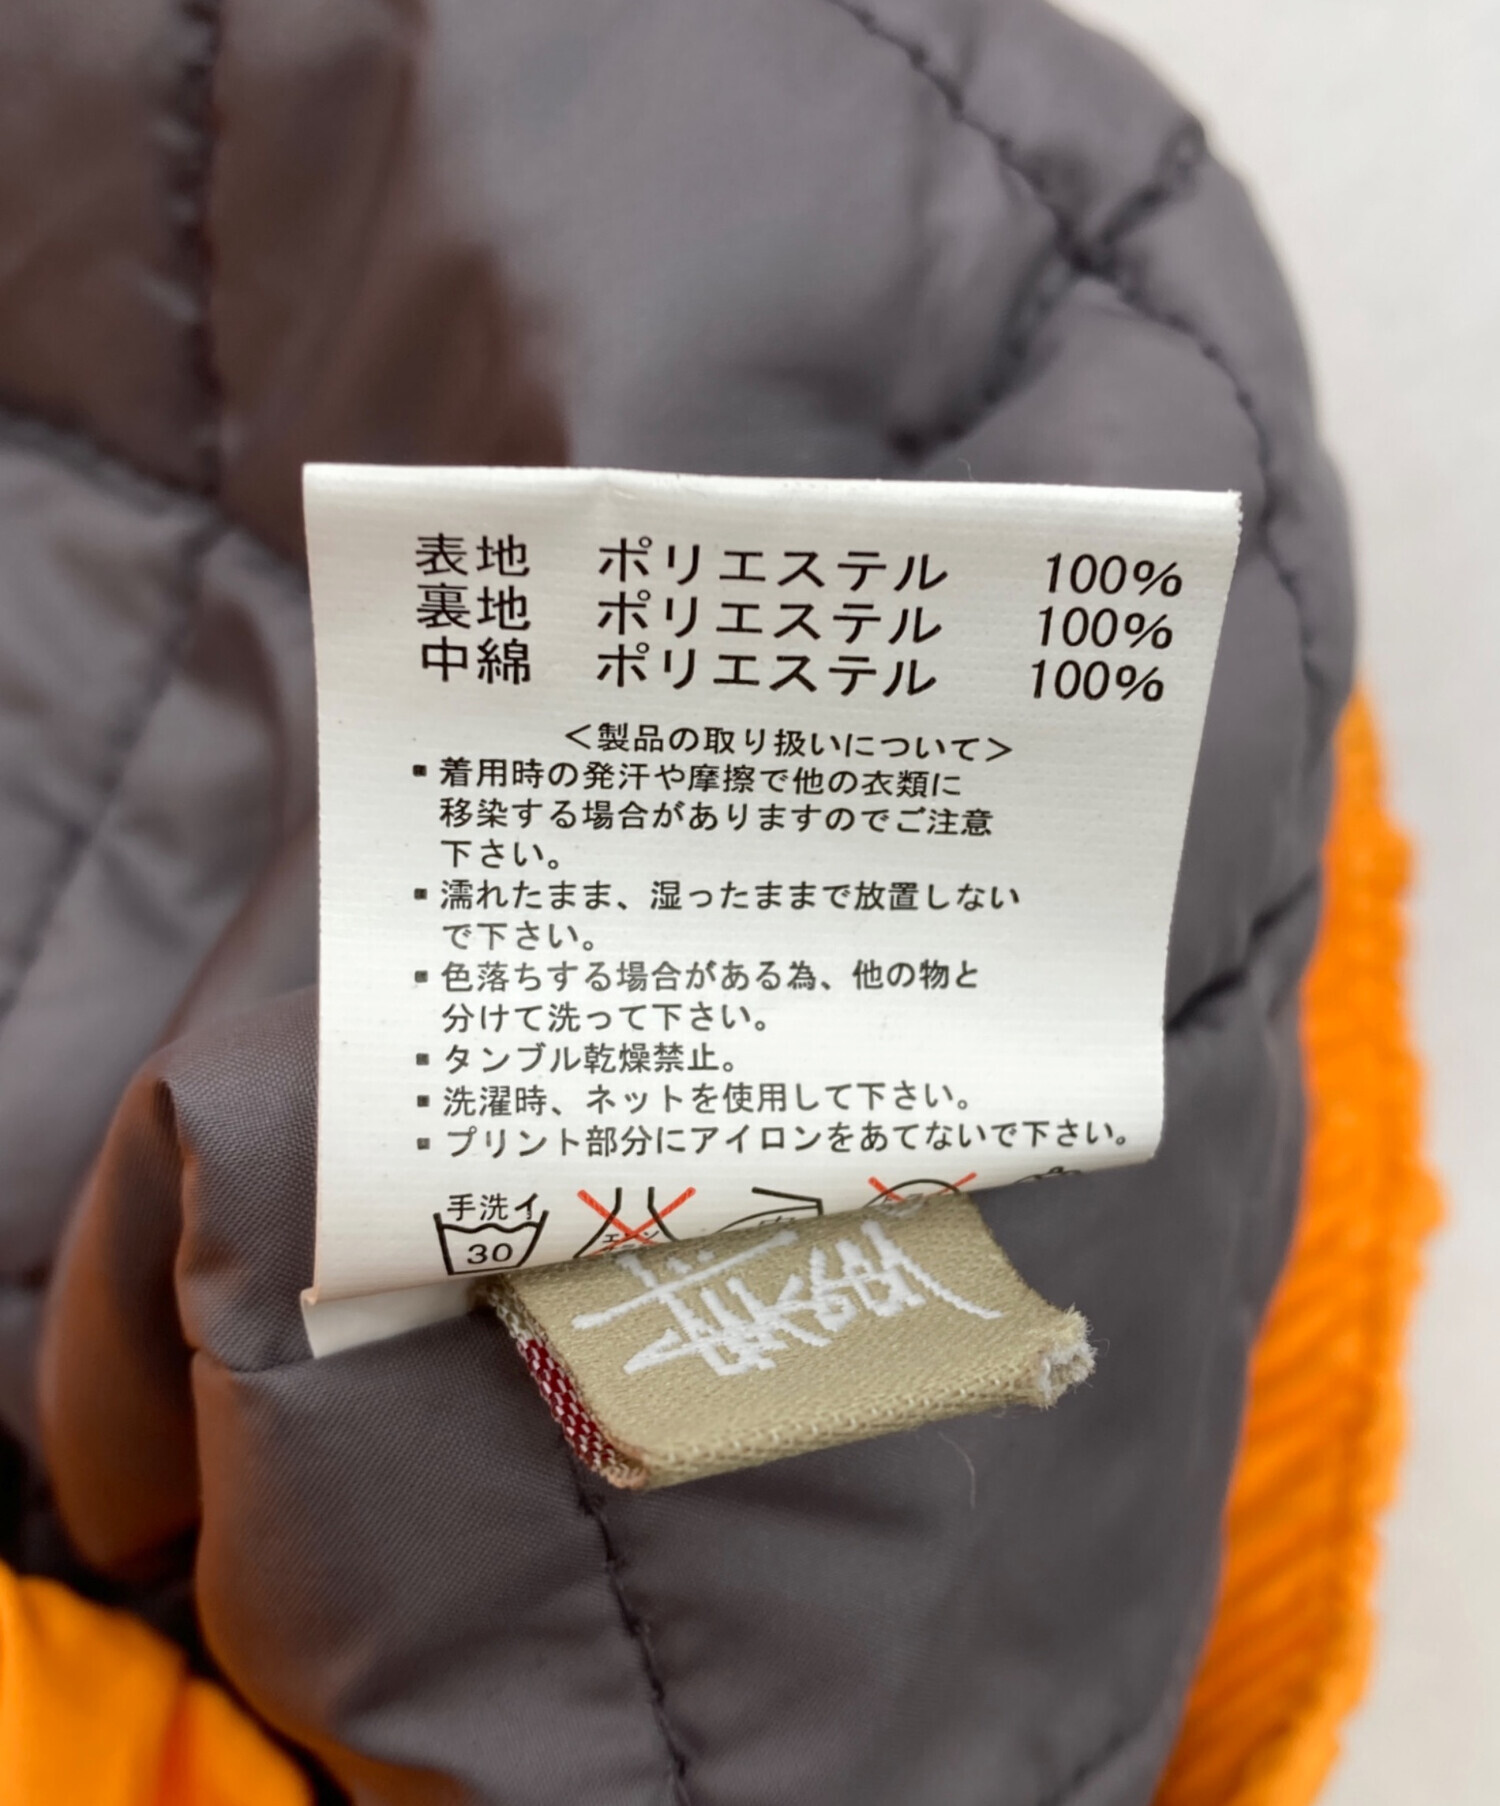 表地 ポリエステル 100%
裏地 ポリエステル 100%
中綿 ポリエステル 100%
＜製品の取り扱いについて＞
▪着用時の発汗や摩擦で他の衣類に
移染する場合がありますのでご注意
下さい。
▪濡れたまま、湿ったままで放置しない
で下さい。
▪色落ちする場合がある為、他の物と
分けて洗って下さい。
▪タンブル乾燥禁止。
▪洗濯時、ネットを使用して下さい。
▪プリント部分にアイロンをあてないで下さい。
手洗イ
30